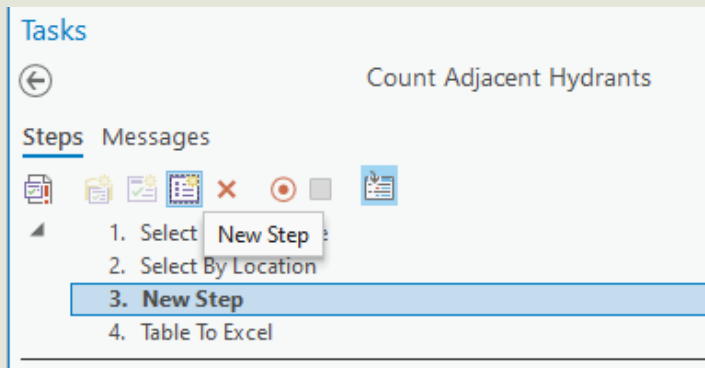 Tasks
Count Adjacent Hydrants
Steps Messages
1. Select
New Step
2. Select By Location
3. New Step
4. Table To Excel